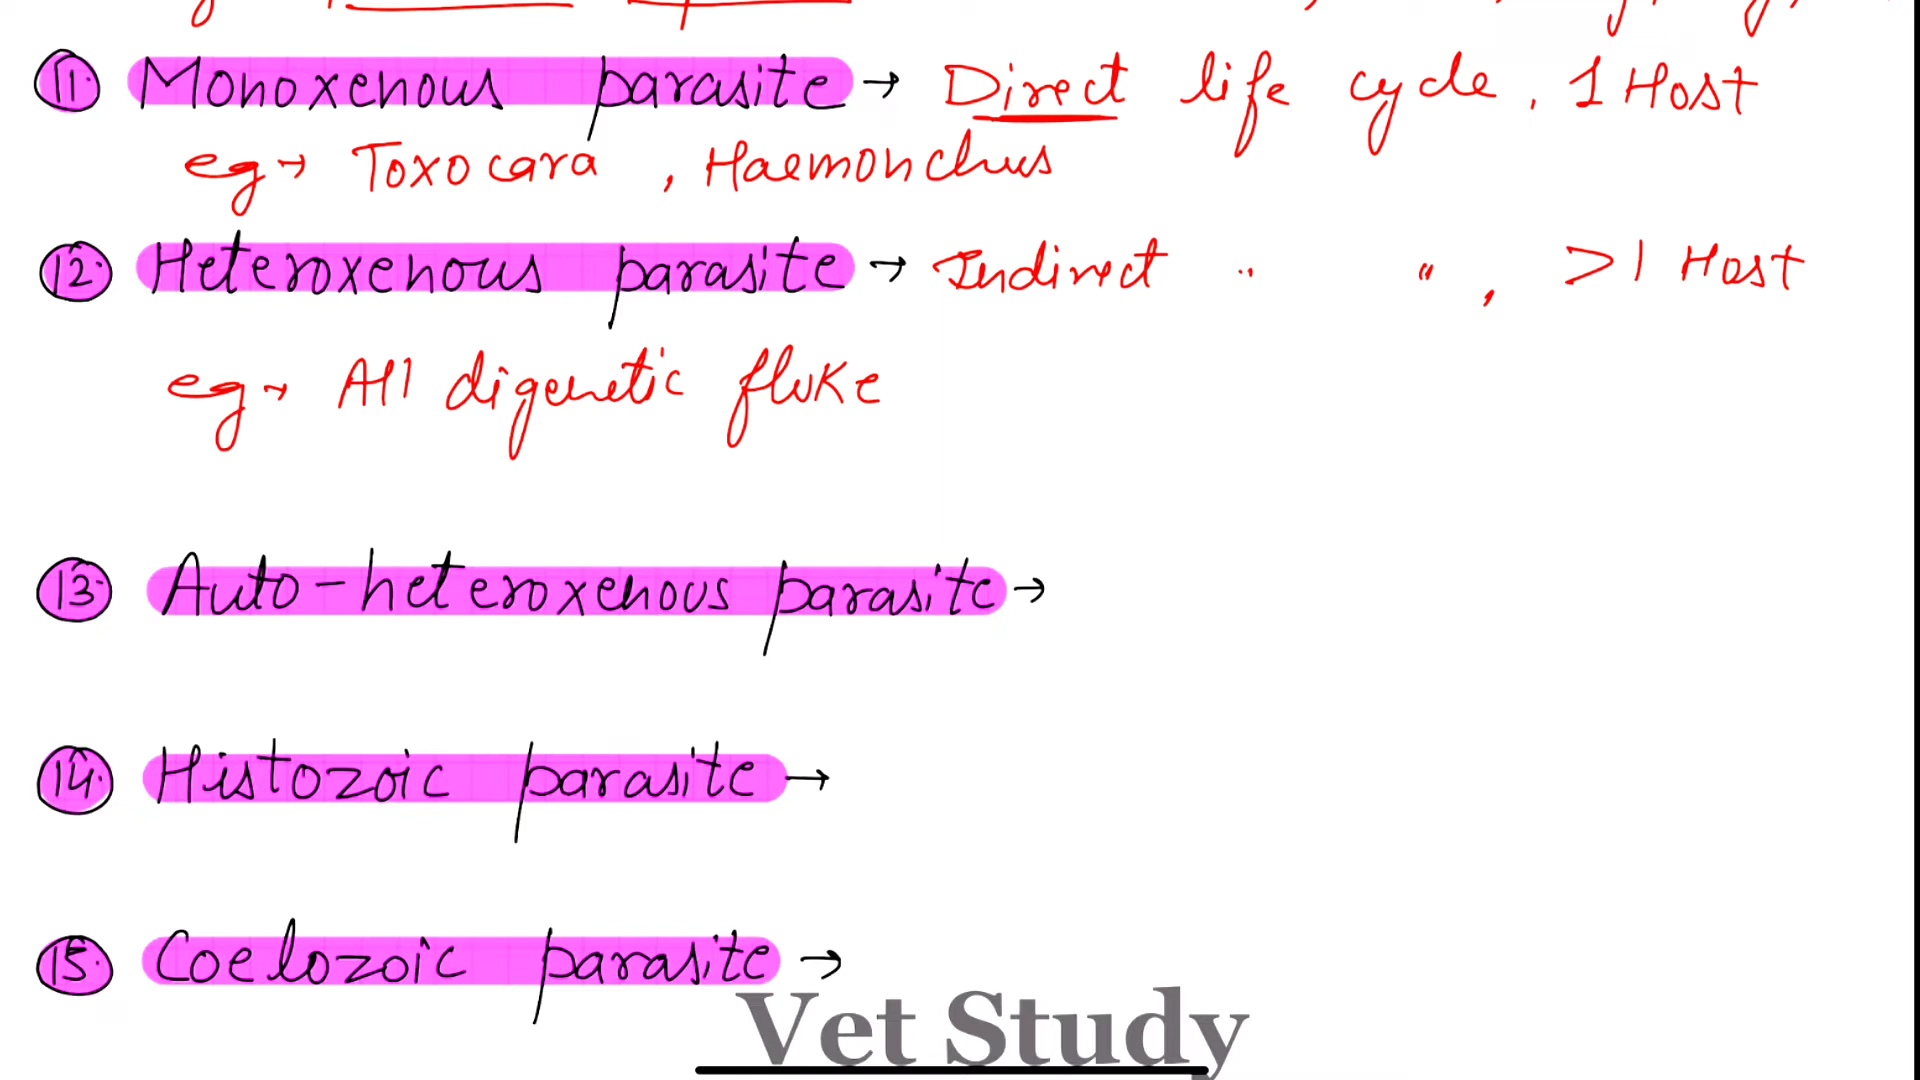 11. Monoxenous parasite → Direct life cycle, 1 Host
eg → Toxocara, Haemonchus
12. Heteroxenous parasite → Indirect " ", >1 Host
eg → All digenetic fluke
13. Auto-heteroxenous parasite →
14. Histozoic parasite →
15. Coelozoic parasite →
Vet Study